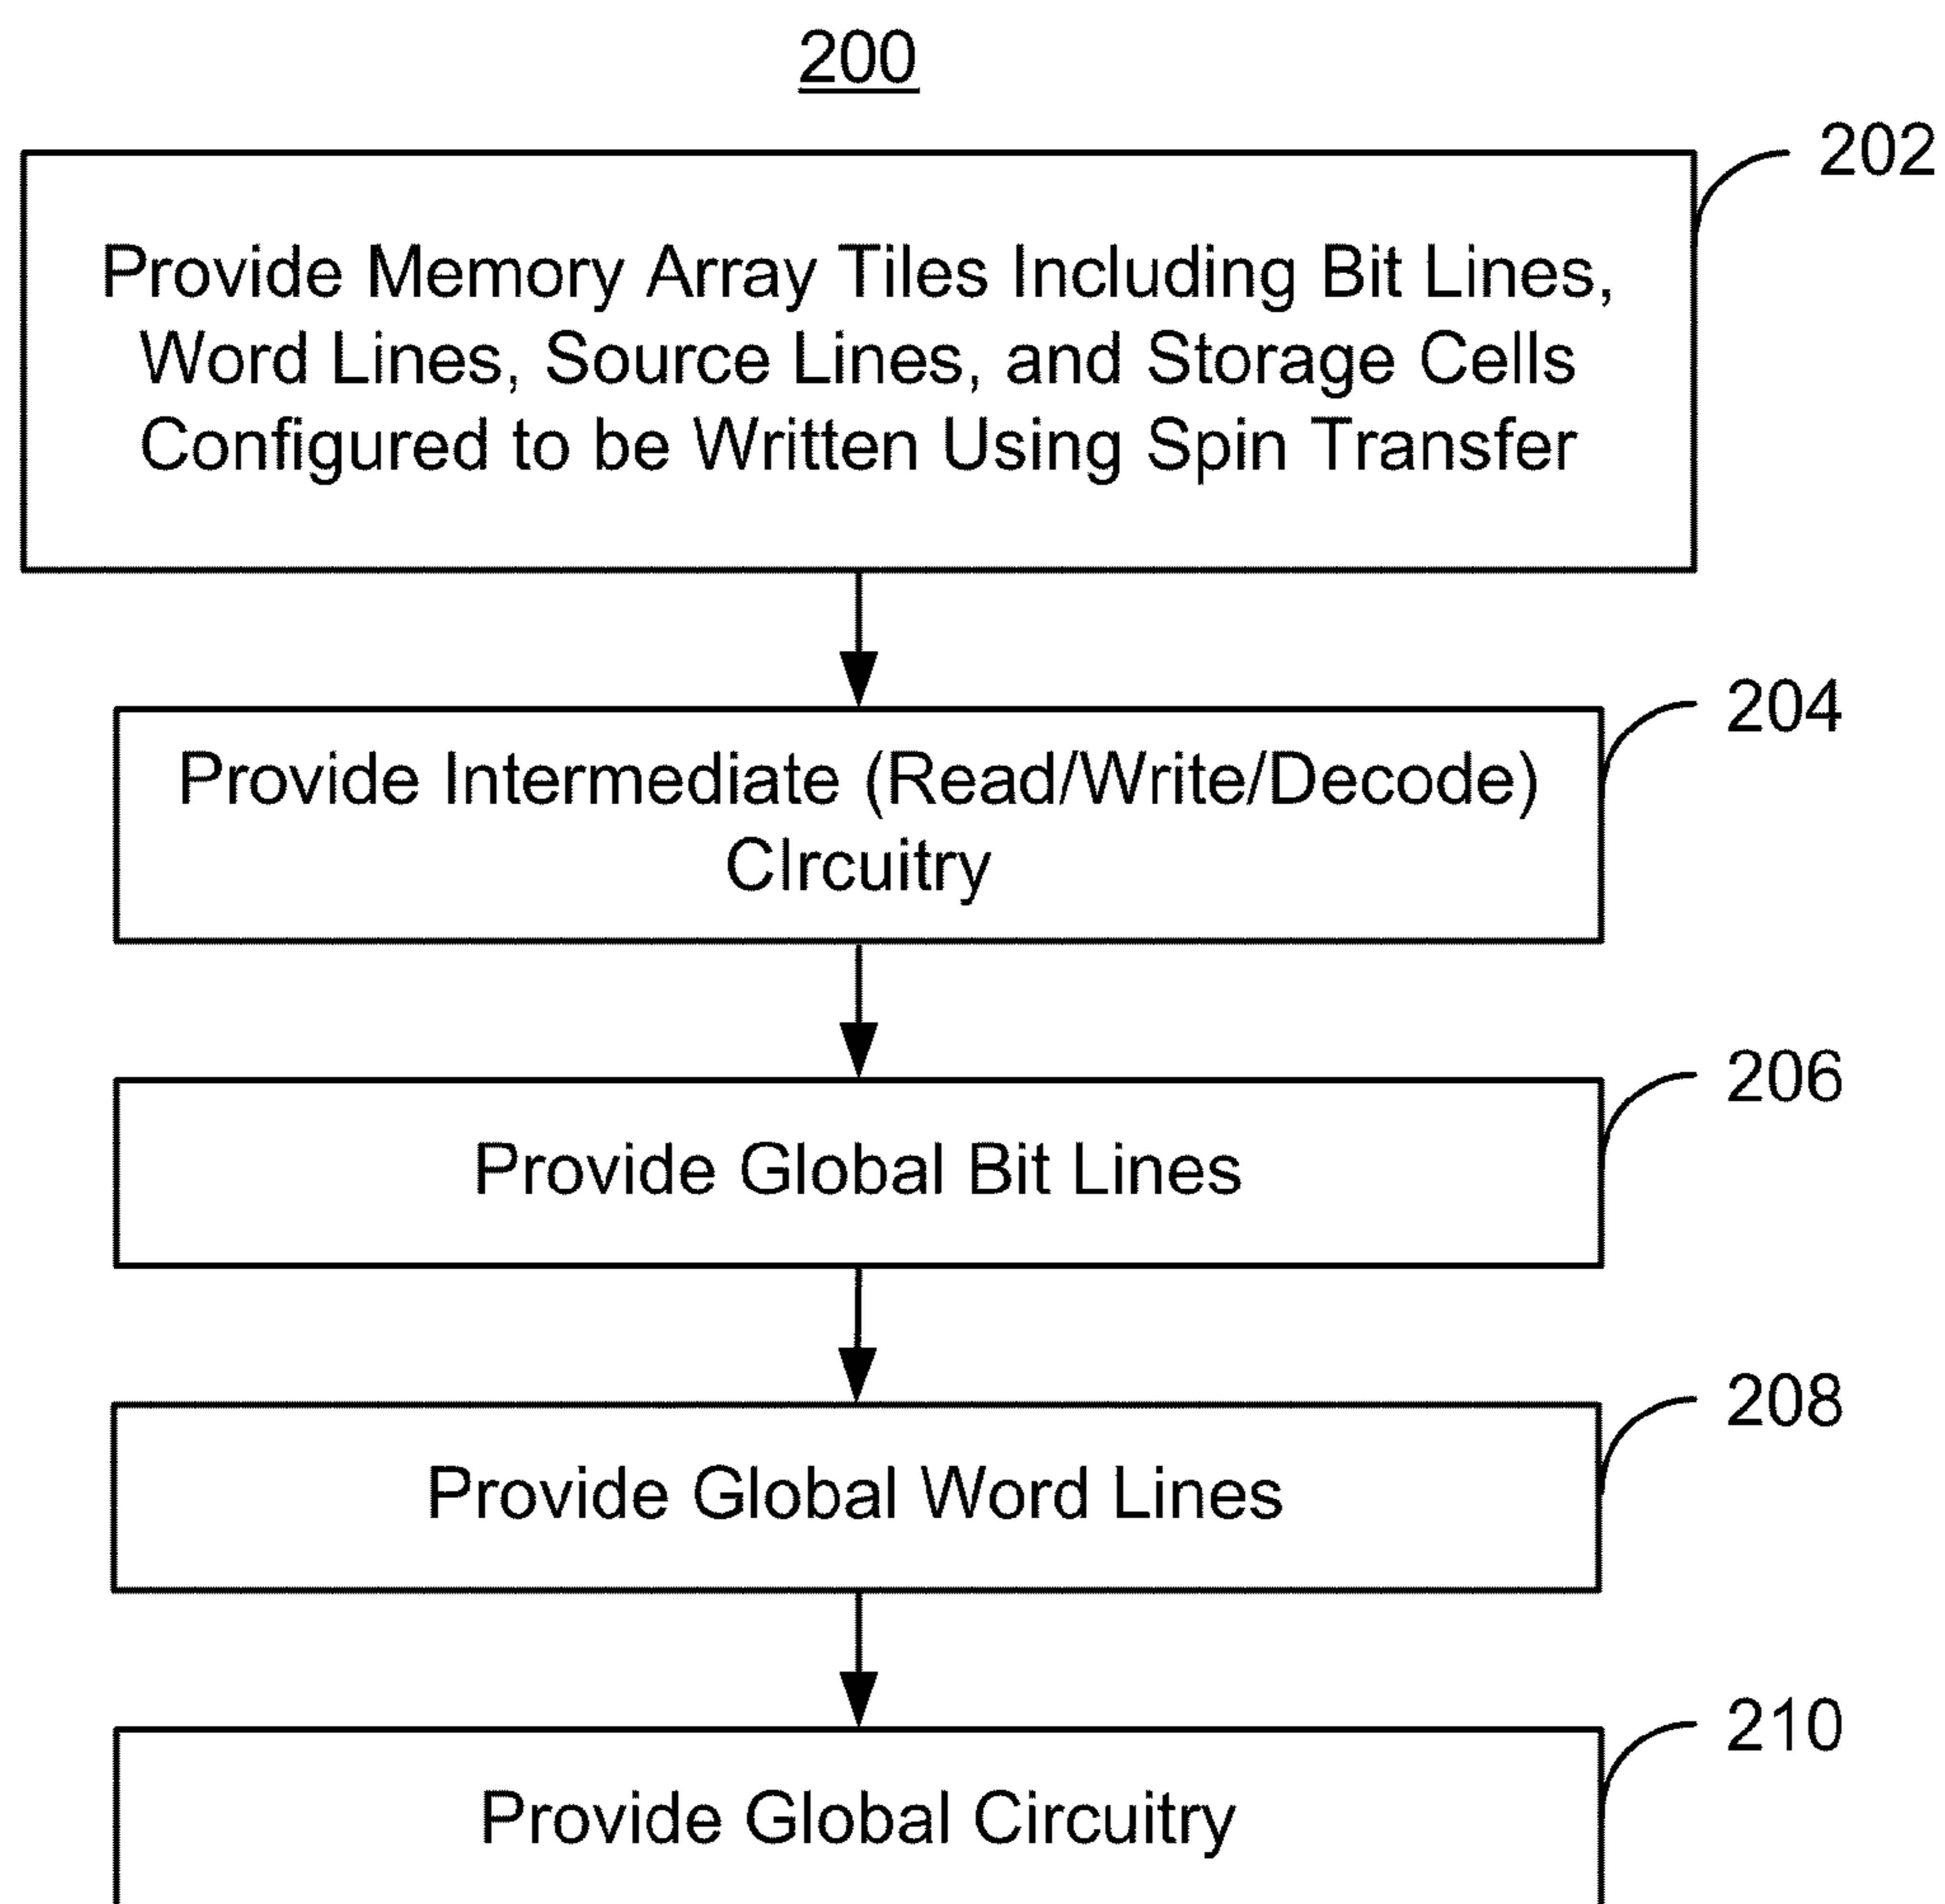 200
202
Provide Memory Array Tiles Including Bit Lines,
Word Lines, Source Lines, and Storage Cells
Configured to be Written Using Spin Transfer
204
Provide Intermediate (Read/Write/Decode)
CIrcuitry
206
Provide Global Bit Lines
208
Provide Global Word Lines
210
Provide Global Circuitry